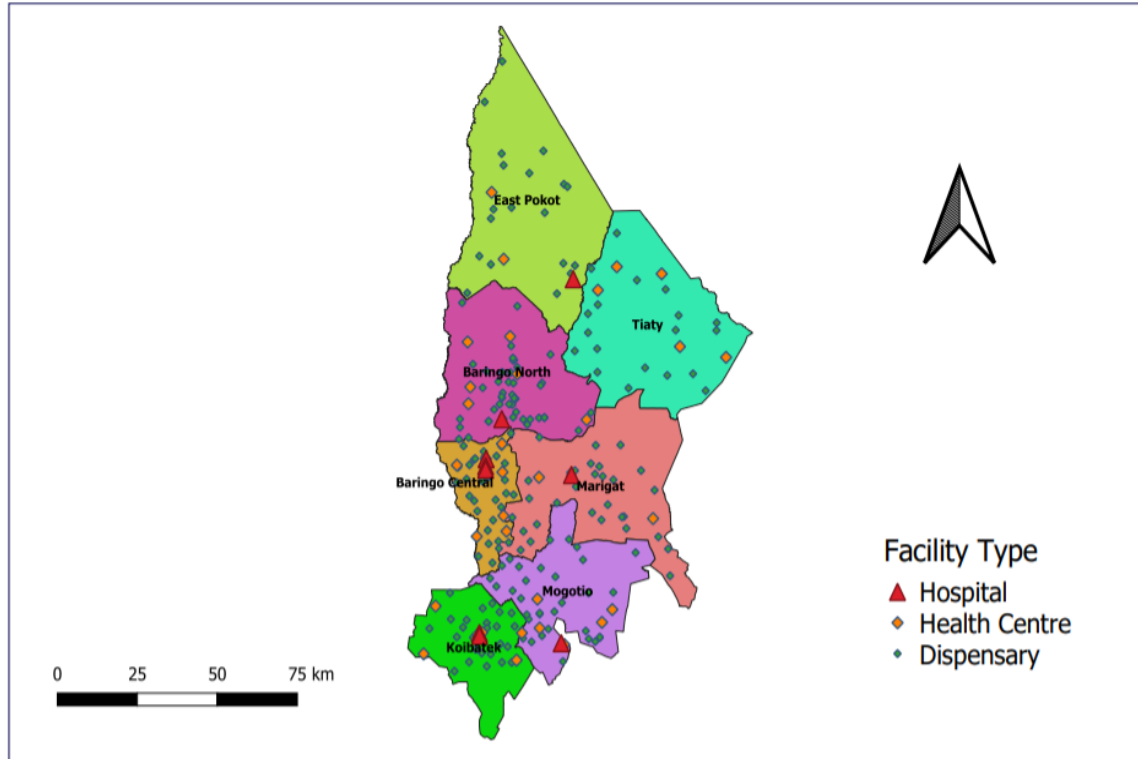 East Pokot
Tiaty
Baringo North
Baringo Central
Marigat
Mogotio
Koibatek
Facility Type
Hospital
Health Centre
Dispensary
0 25 50 75 km